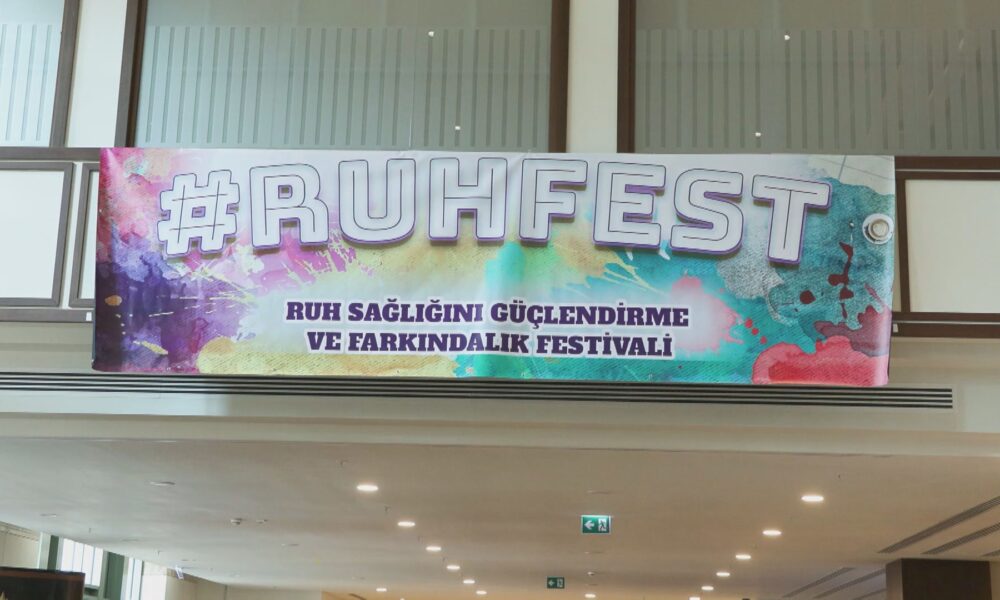 #RUHFEST
RUH SAĞLIĞINI GÜÇLENDİRME
VE FARKINDALIK FESTİVALİ